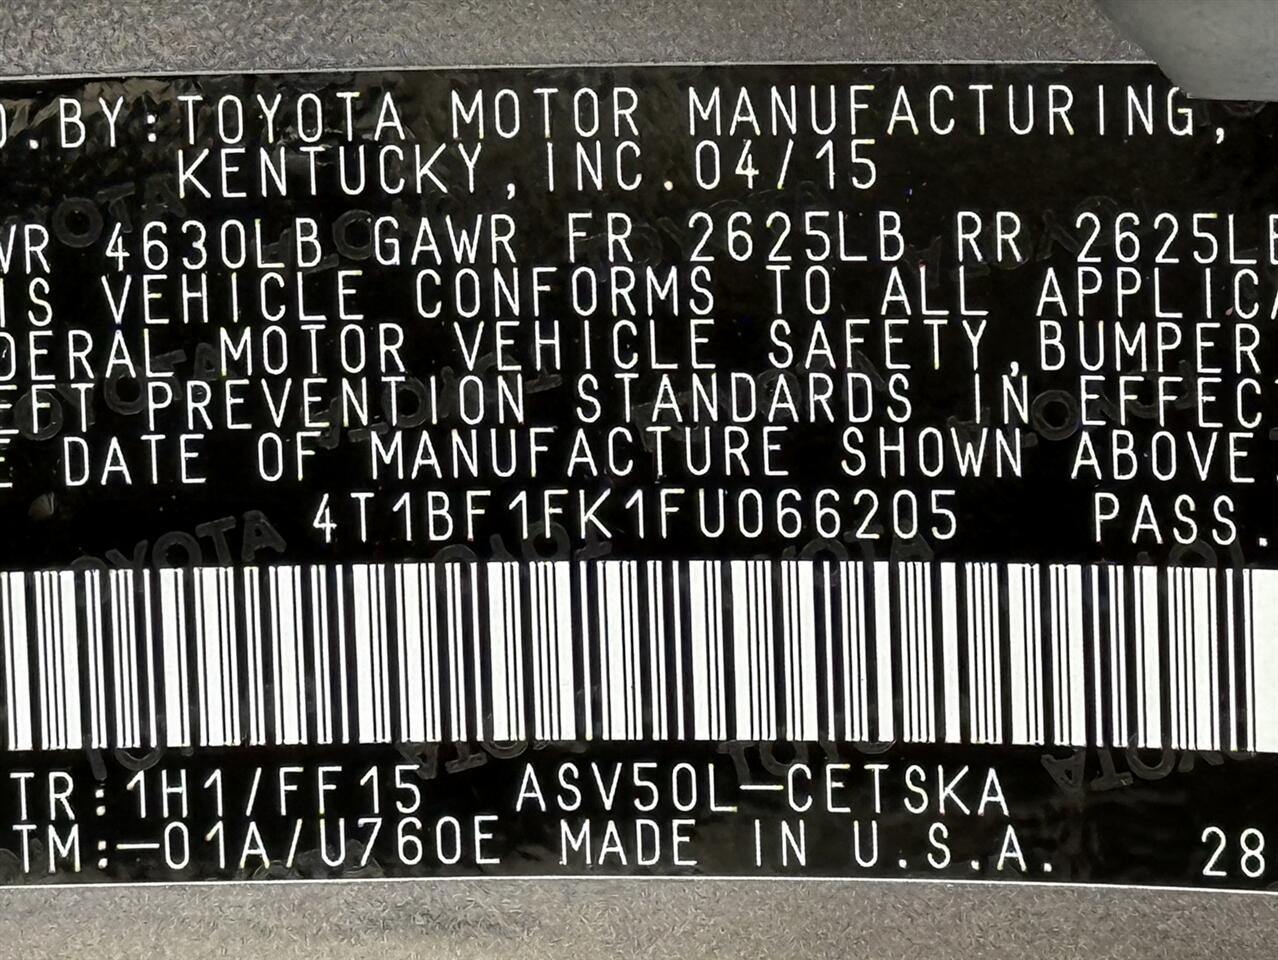 D.BY:TOYOTA MOTOR MANUFACTURING,
KENTUCKY,INC.04/15
WR 4630LB GAWR FR 2625LB RR 2625LB
IS VEHICLE CONFORMS TO ALL APPLICA
DERAL MOTOR VEHICLE SAFETY,BUMPER
EFT PREVENTION STANDARDS IN EFFECT
E DATE OF MANUFACTURE SHOWN ABOVE.
4T1BF1FK1FU066205 PASS.
TR:1H1/FF15 ASV50L-CETSKA
TM:-01A/U760E MADE IN U.S.A. 28